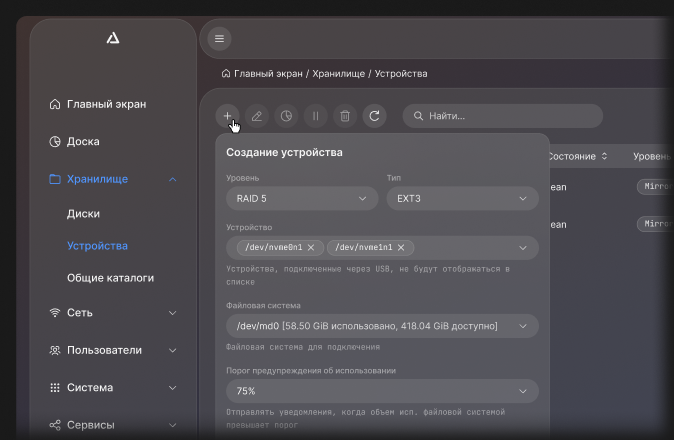 Главный экран / Хранилище / Устройства
Главный экран
Доска
Хранилище
Диски
Устройства
Общие каталоги
Сеть
Пользователи
Система
Сервисы
Найти...
Создание устройства
Уровень
Тип
RAID 5
EXT3
Устройство
/dev/nvme0n1
/dev/nvme1n1
Устройства, подключенные через USB, не будут отображаться в
списке
Файловая система
/dev/md0 [58.50 GiB использовано, 418.04 GiB доступно]
Файловая система для подключения
Порог предупреждения об использовании
75%
Отправлять уведомления, когда объем исп. файловой системой
превышает порог
Состояние
Уровень
ean
Mirro
ean
Mirro